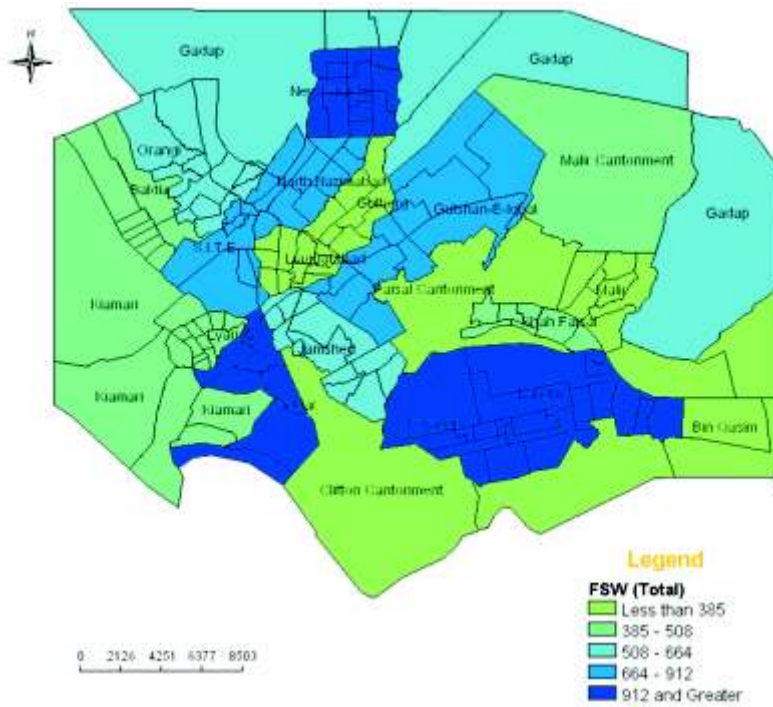 N
Gadap
Gadap
Orangi
Baldia
North Nazimabad
Malir Cantonment
Gulshan-E-Iqbal
Gadap
S.I.T.E
Liaquatabad
Kiamari
Faisal Cantonment
Malir
Shah Faisal
Lyari
Jamshed
Kiamari
Kiamari
Bin Qasim
Clifton Cantonment
Legend
FSW (Total)
Less than 385
385 - 508
508 - 664
664 - 912
912 and Greater
0 2126 4251 6377 8503